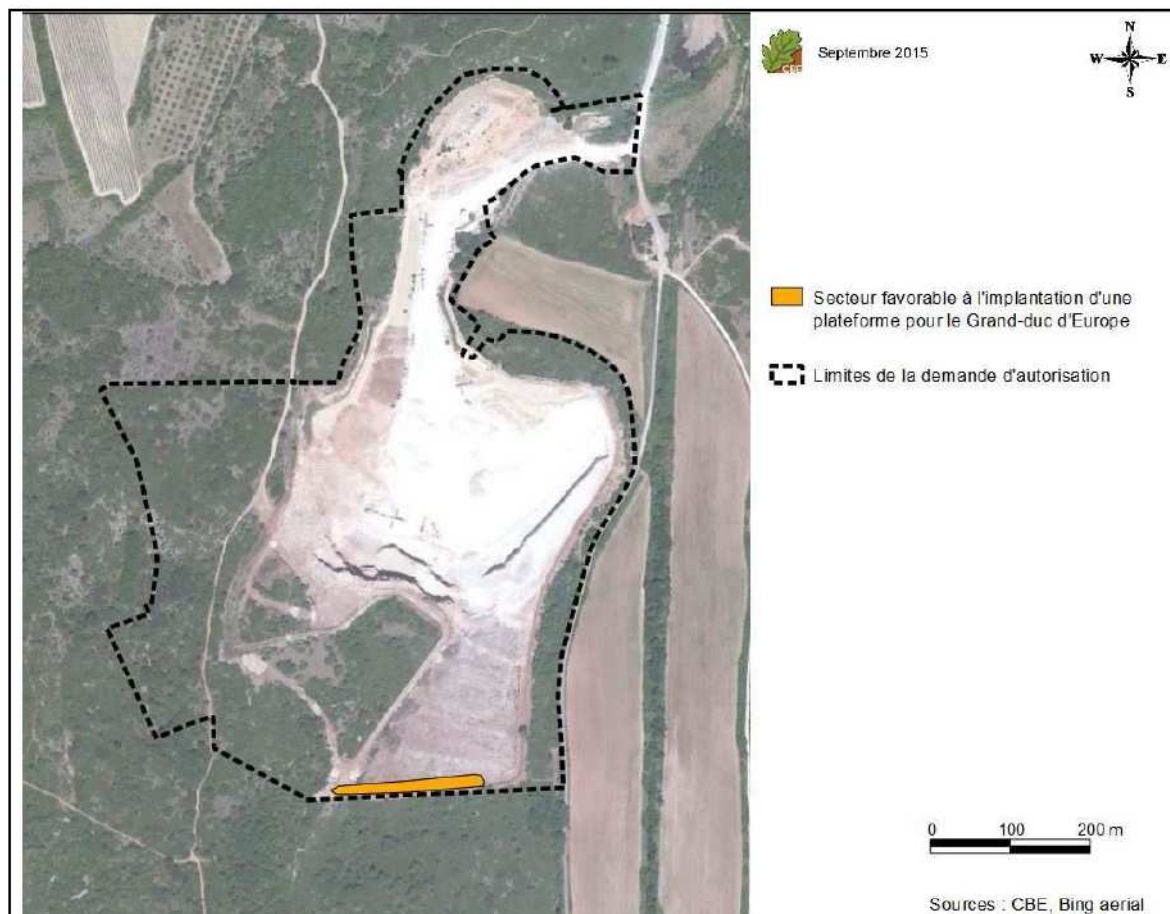 CBE
Septembre 2015
N
W E
S
Secteur favorable à l'implantation d'une
plateforme pour le Grand-duc d'Europe
Limites de la demande d'autorisation
0 100 200 m
Sources : CBE, Bing aerial